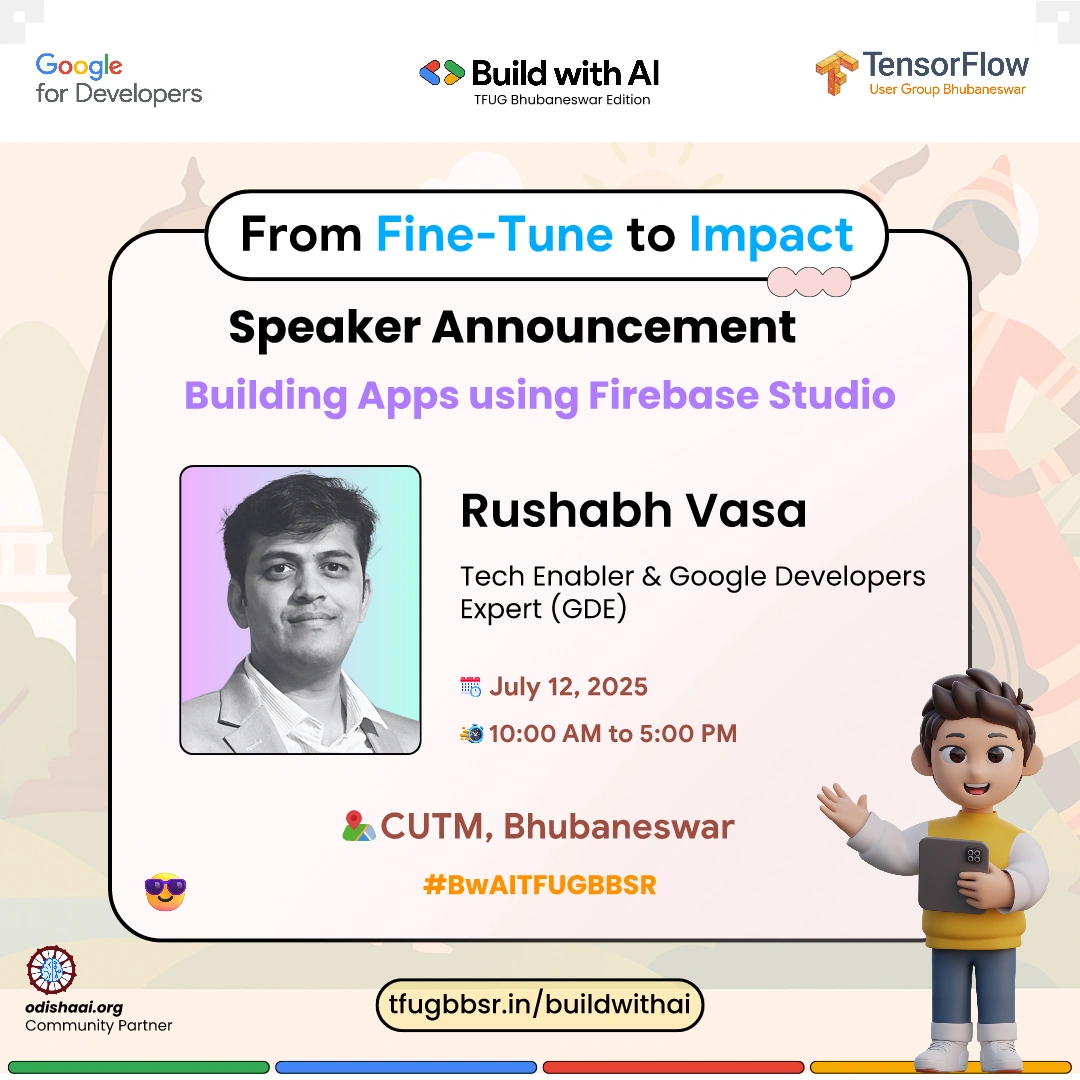 Google
for Developers
Build with AI
TFUG Bhubaneswar Edition
TensorFlow
User Group Bhubaneswar
From Fine-Tune to Impact
Speaker Announcement
Building Apps using Firebase Studio
Rushabh Vasa
Tech Enabler & Google Developers
Expert (GDE)
July 12, 2025
10:00 AM to 5:00 PM
CUTM, Bhubaneswar
#BwAITFUGBBSR
odishaai.org
Community Partner
tfugbbsr.in/buildwithai